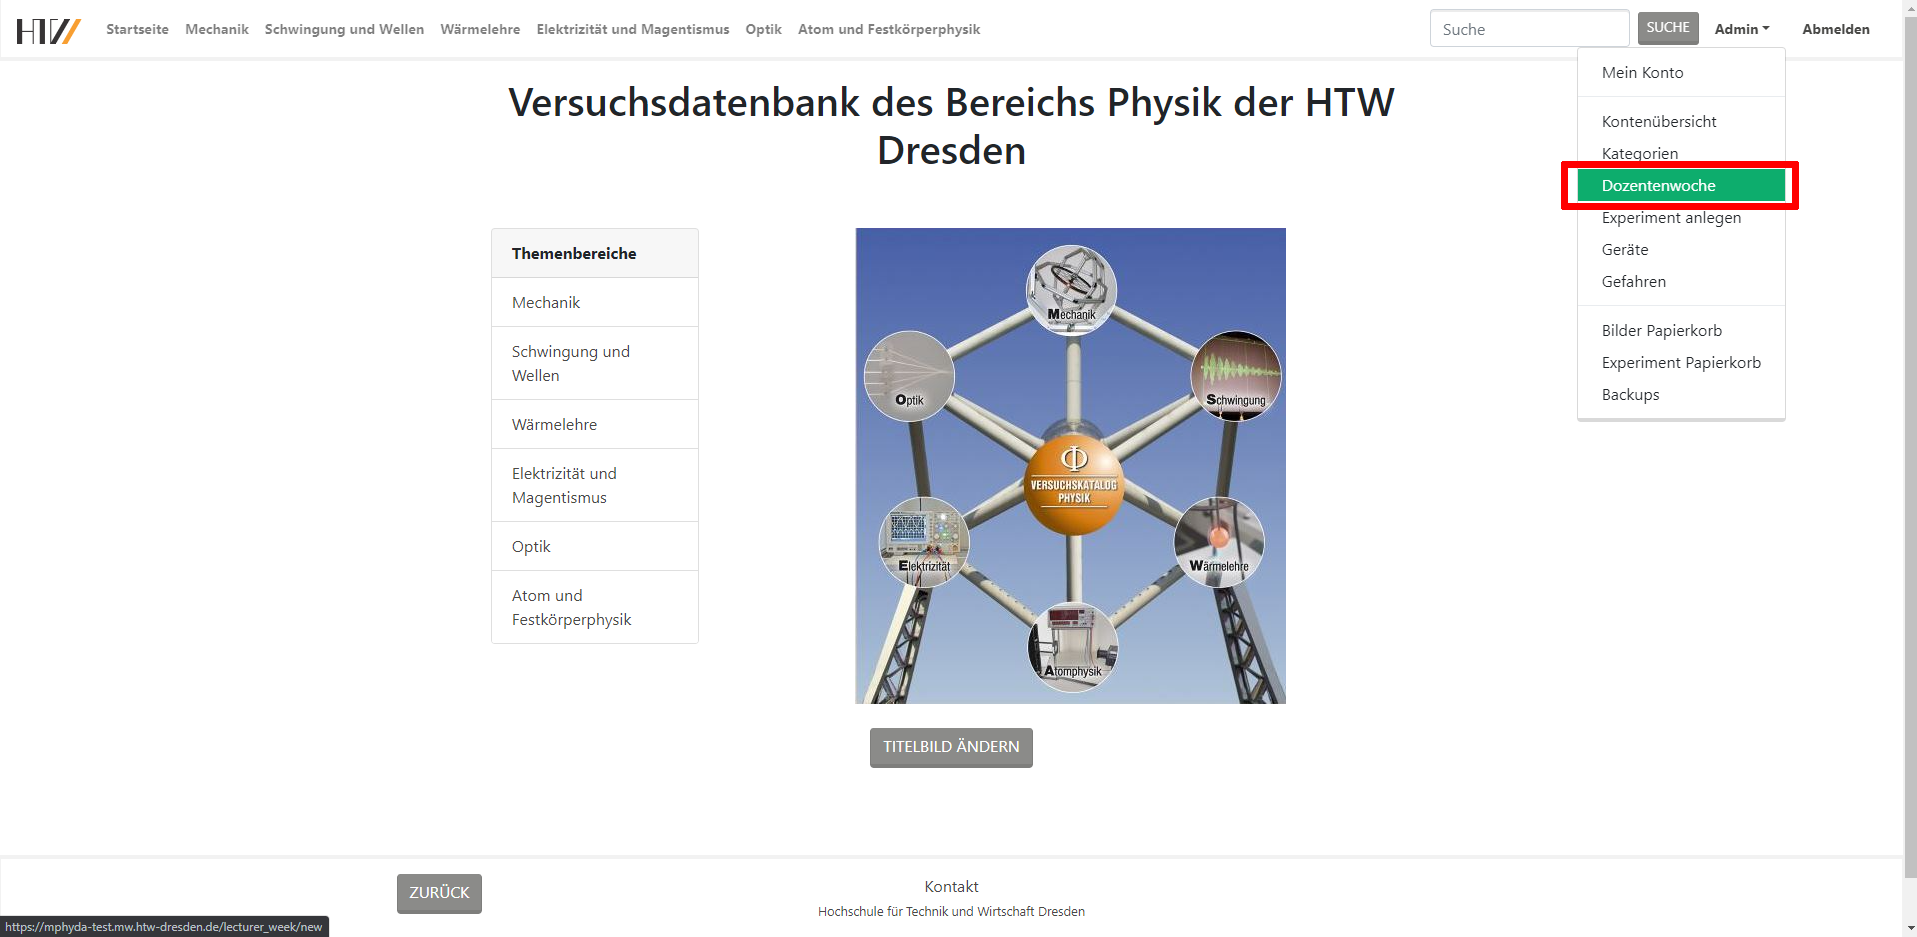 HTW
Startseite Mechanik Schwingung und Wellen Wärmelehre Elektrizität und Magentismus Optik Atom und Festkörperphysik Suche SUCHE Admin Abmelden
Mein Konto
Kontenübersicht
Kategorien
Dozentenwoche
Experiment anlegen
Geräte
Gefahren
Bilder Papierkorb
Experiment Papierkorb
Backups
Versuchsdatenbank des Bereichs Physik der HTW
Dresden
Themenbereiche
Mechanik
Schwingung und
Wellen
Wärmelehre
Elektrizität und
Magentismus
Optik
Atom und
Festkörperphysik
Mechanik
Optik
Schwingung
Φ
VERSUCHSKATALOG
PHYSIK
Elektrizität
Wärmelehre
Atomphysik
TITELBILD ÄNDERN
ZURÜCK
Kontakt
Hochschule für Technik und Wirtschaft Dresden
https://mphyda-test.mw.htw-dresden.de/lecturer_week/new